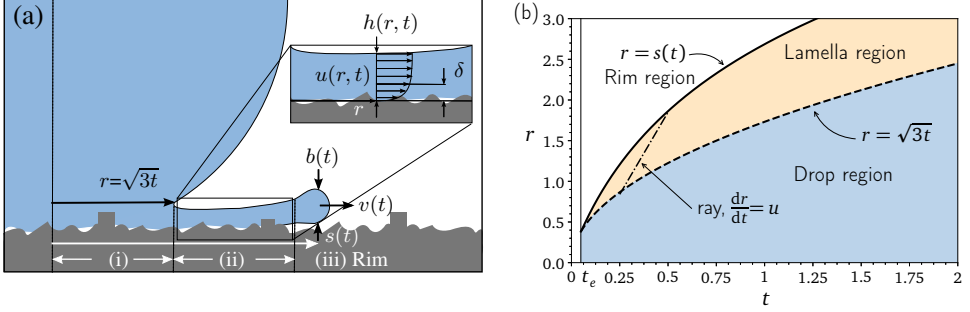 (a)
h(r, t)
u(r, t)
δ
r
r=√3t
b(t)
v(t)
s(t)
(i)
(ii)
(iii) Rim
(b)
3.0
2.5
2.0
1.5
1.0
0.5
0.0
r
r = s(t)
Rim region
Lamella region
r = √3t
Drop region
ray, dr/dt = u
0 t_e 0.25 0.5 0.75 1 1.25 1.5 1.75 2
t